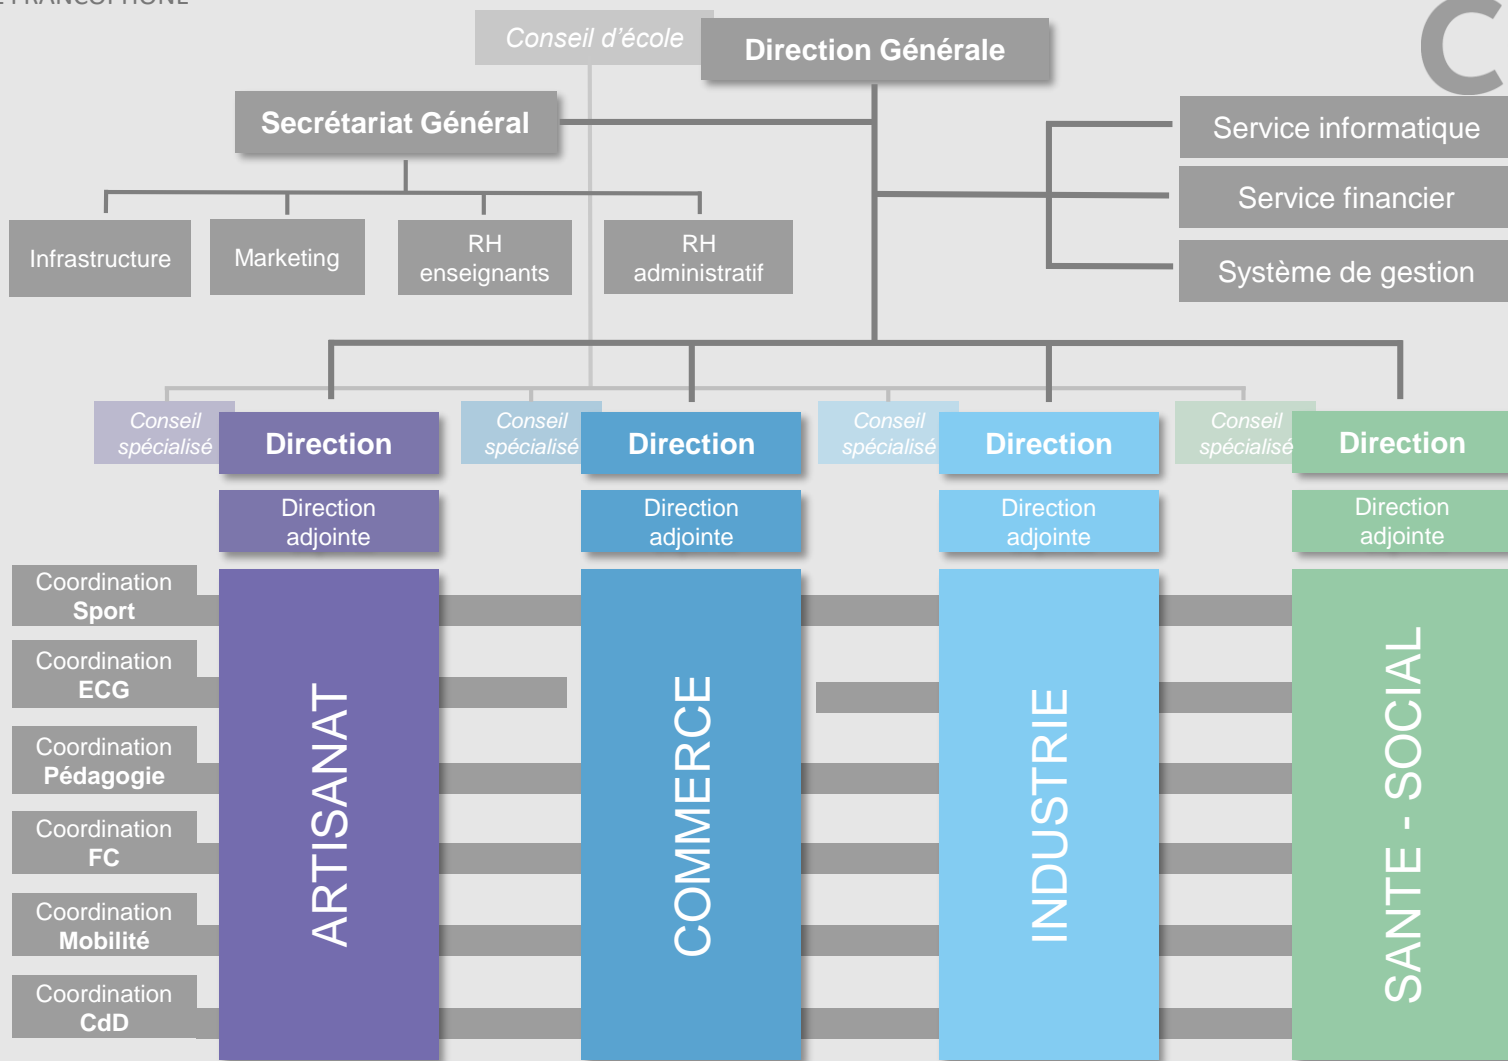 FRANCOPHONE
C
Conseil d'école
Direction Générale
Secrétariat Général
Service informatique
Service financier
Système de gestion
Infrastructure
Marketing
RH
enseignants
RH
administratif
Conseil
spécialisé
Direction
Conseil
spécialisé
Direction
Conseil
spécialisé
Direction
Conseil
spécialisé
Direction
Direction
adjointe
Direction
adjointe
Direction
adjointe
Direction
adjointe
Coordination
Sport
Coordination
ECG
Coordination
Pédagogie
Coordination
FC
Coordination
Mobilité
Coordination
CdD
ARTISANAT
COMMERCE
INDUSTRIE
SANTE - SOCIAL